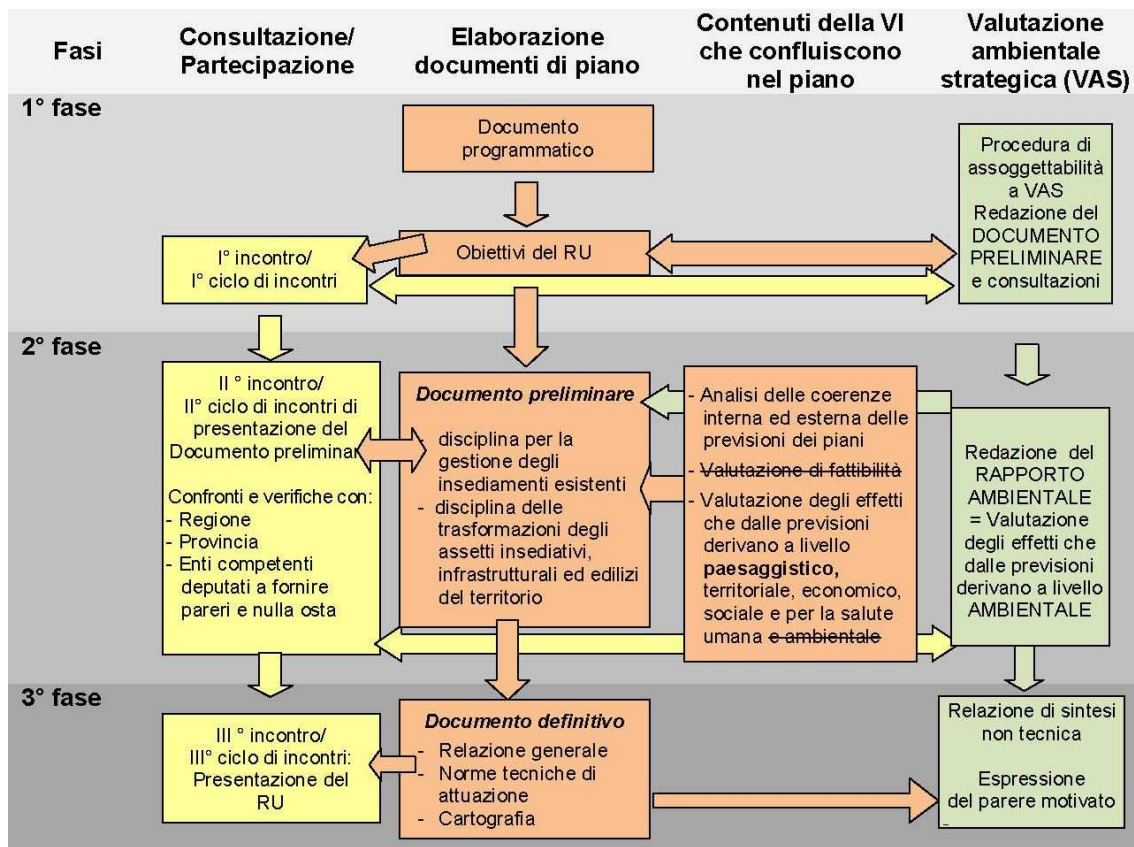 Fasi
Consultazione/
Partecipazione
Elaborazione
documenti di piano
Contenuti della VI
che confluiscono
nel piano
Valutazione
ambientale
strategica (VAS)
1° fase
Documento
programmatico
Procedura di
assoggettabilità
a VAS
Redazione del
DOCUMENTO
PRELIMINARE
e consultazioni
I° incontro/
I° ciclo di incontri
Obiettivi del RU
2° fase
II ° incontro/
II° ciclo di incontri di
presentazione del
Documento preliminar
Confronti e verifiche con:
- Regione
- Provincia
- Enti competenti
deputati a fornire
pareri e nulla osta
Documento preliminare
- disciplina per la
gestione degli
insediamenti esistenti
- disciplina delle
trasformazioni degli
assetti insediativi,
infrastrutturali ed edilizi
del territorio
- Analisi delle coerenze
interna ed esterna delle
previsioni dei piani
- Valutazione di fattibilità
- Valutazione degli effetti
che dalle previsioni
derivano a livello
paesaggistico,
territoriale, economico,
sociale e per la salute
umana e ambientale
Redazione del
RAPPORTO
AMBIENTALE
= Valutazione
degli effetti che
dalle previsioni
derivano a livello
AMBIENTALE
3° fase
III ° incontro/
III° ciclo di incontri:
Presentazione del
RU
Documento definitivo
- Relazione generale
- Norme tecniche di
attuazione
- Cartografia
Relazione di sintesi
non tecnica
Espressione
del parere motivato
-